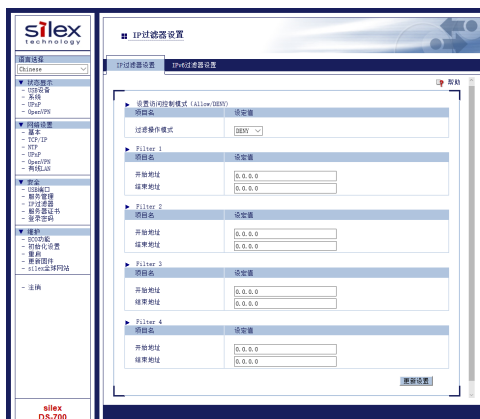 silex
technology
语言选择
Chinese
▼ 状态显示
- USB设备
- 系统
- UPnP
- OpenVPN
▼ 网络设置
- 基本
- TCP/IP
- NTP
- UPnP
- OpenVPN
- 有线LAN
▼ 安全
- USB端口
- 服务管理
- IP过滤器
- 服务器证书
- 登录密码
▼ 维护
- ECO功能
- 初始化设置
- 重启
- 更新固件
- silex全球网站
- 注销
silex
DS-700
IP过滤器设置
IP过滤器设置 IPv6过滤器设置
帮助
▶ 设置访问控制模式 (Allow/DENY)
项目名 设定值
过滤操作模式 DENY
▶ Filter 1
项目名 设定值
开始地址 0.0.0.0
结束地址 0.0.0.0
▶ Filter 2
项目名 设定值
开始地址 0.0.0.0
结束地址 0.0.0.0
▶ Filter 3
项目名 设定值
开始地址 0.0.0.0
结束地址 0.0.0.0
▶ Filter 4
项目名 设定值
开始地址 0.0.0.0
结束地址 0.0.0.0
更新设置